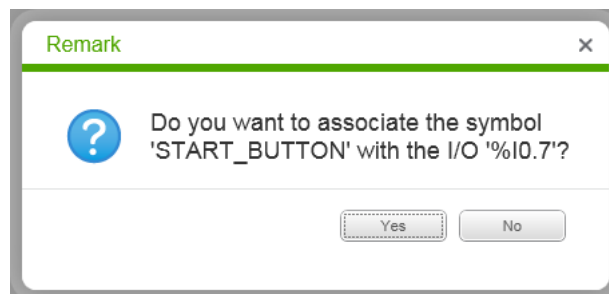 Remark
Do you want to associate the symbol
'START_BUTTON' with the I/O '%I0.7'?
Yes No